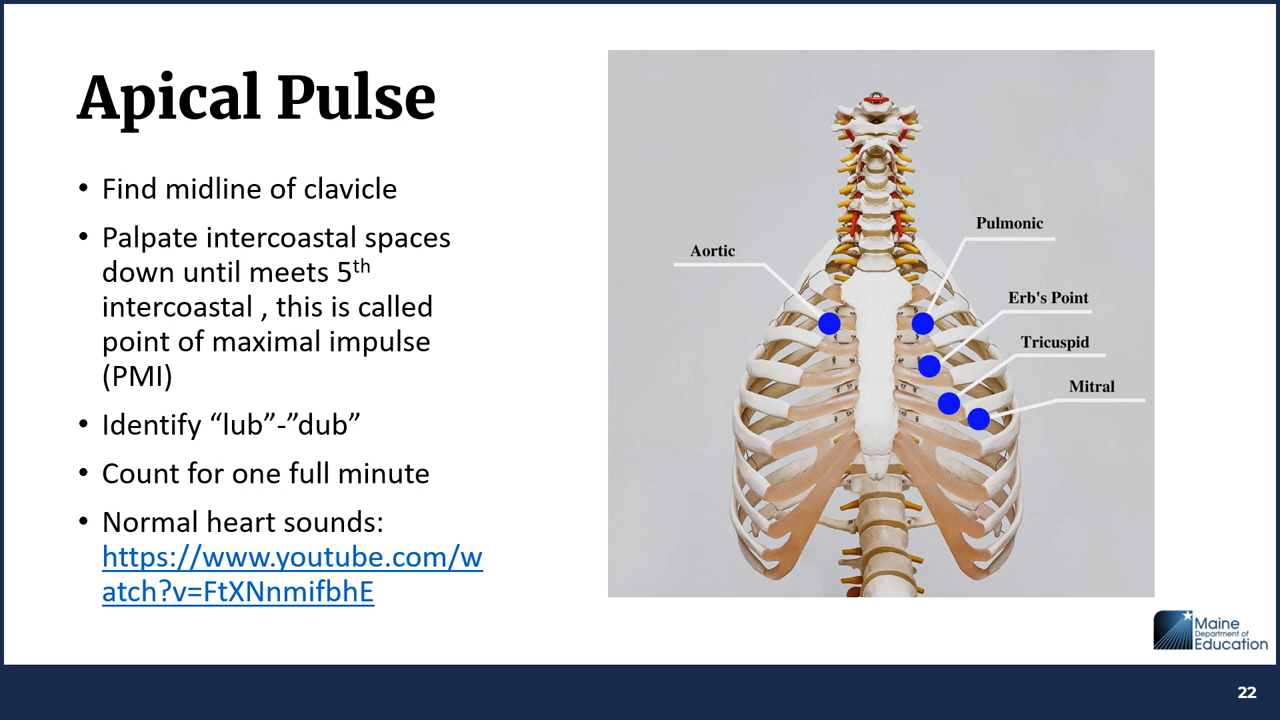 Apical Pulse
• Find midline of clavicle
• Palpate intercoastal spaces
down until meets 5th
intercoastal , this is called
point of maximal impulse
(PMI)
• Identify “lub”-”dub”
• Count for one full minute
• Normal heart sounds:
https://www.youtube.com/w
atch?v=FtXNnmifbhE
Pulmonic
Aortic
Erb's Point
Tricuspid
Mitral
Maine
Department of
Education
22